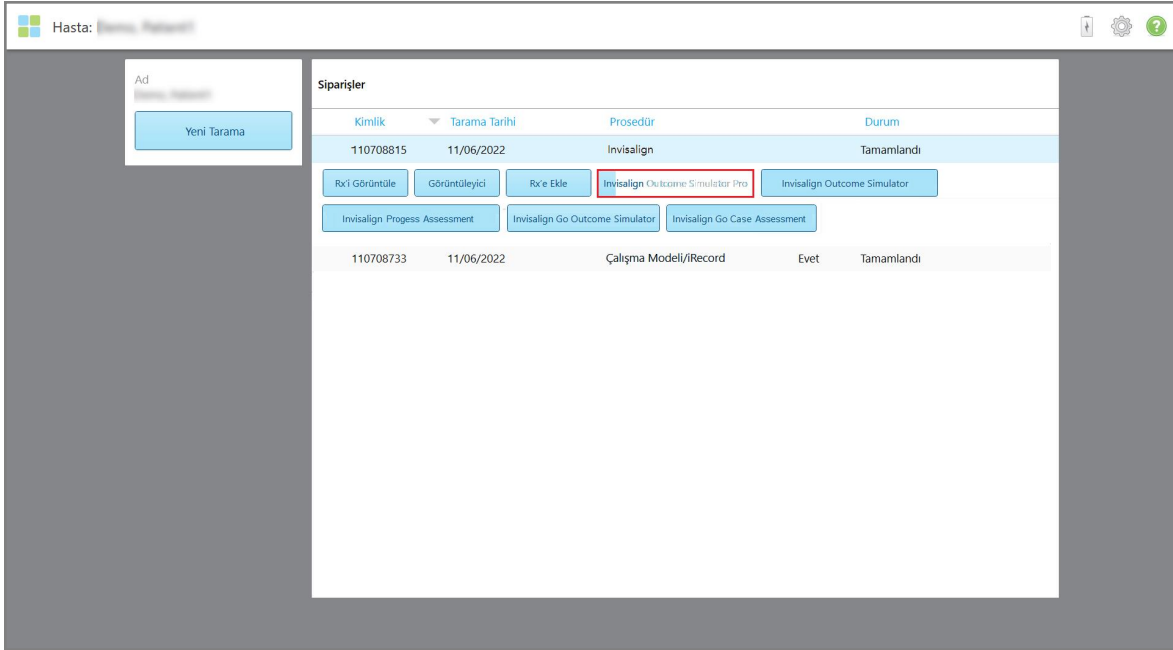 Hasta:
Ad
Yeni Tarama
Siparişler
Kimlik Tarama Tarihi Prosedür Durum
110708815 11/06/2022 Invisalign Tamamlandı
Rx'i Görüntüle Görüntüleyici Rx'e Ekle Invisalign Outcome Simulator Pro Invisalign Outcome Simulator
Invisalign Progess Assessment Invisalign Go Outcome Simulator Invisalign Go Case Assessment
110708733 11/06/2022 Çalışma Modeli/iRecord Evet Tamamlandı